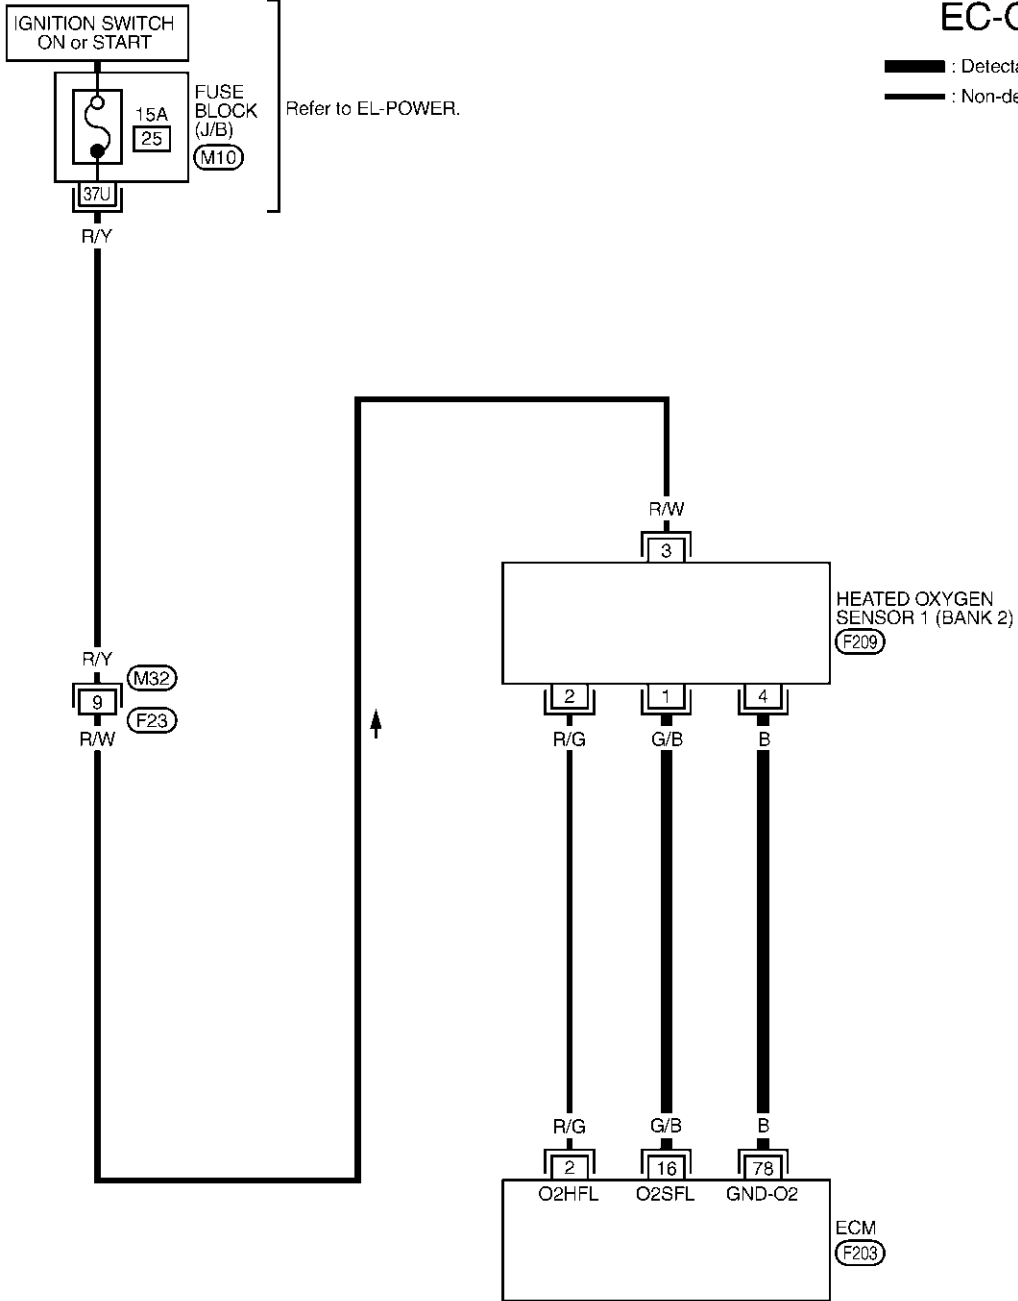 IGNITION SWITCH
ON or START
EC-
: Detecta
: Non-de
15A
25
FUSE
BLOCK
(J/B)
M10
Refer to EL-POWER.
37U
R/Y
R/W
3
HEATED OXYGEN
SENSOR 1 (BANK 2)
F209
R/Y
M32
9
F23
R/W
2
1
4
R/G
G/B
B
R/G
G/B
B
2
16
78
O2HFL
O2SFL
GND-O2
ECM
F203